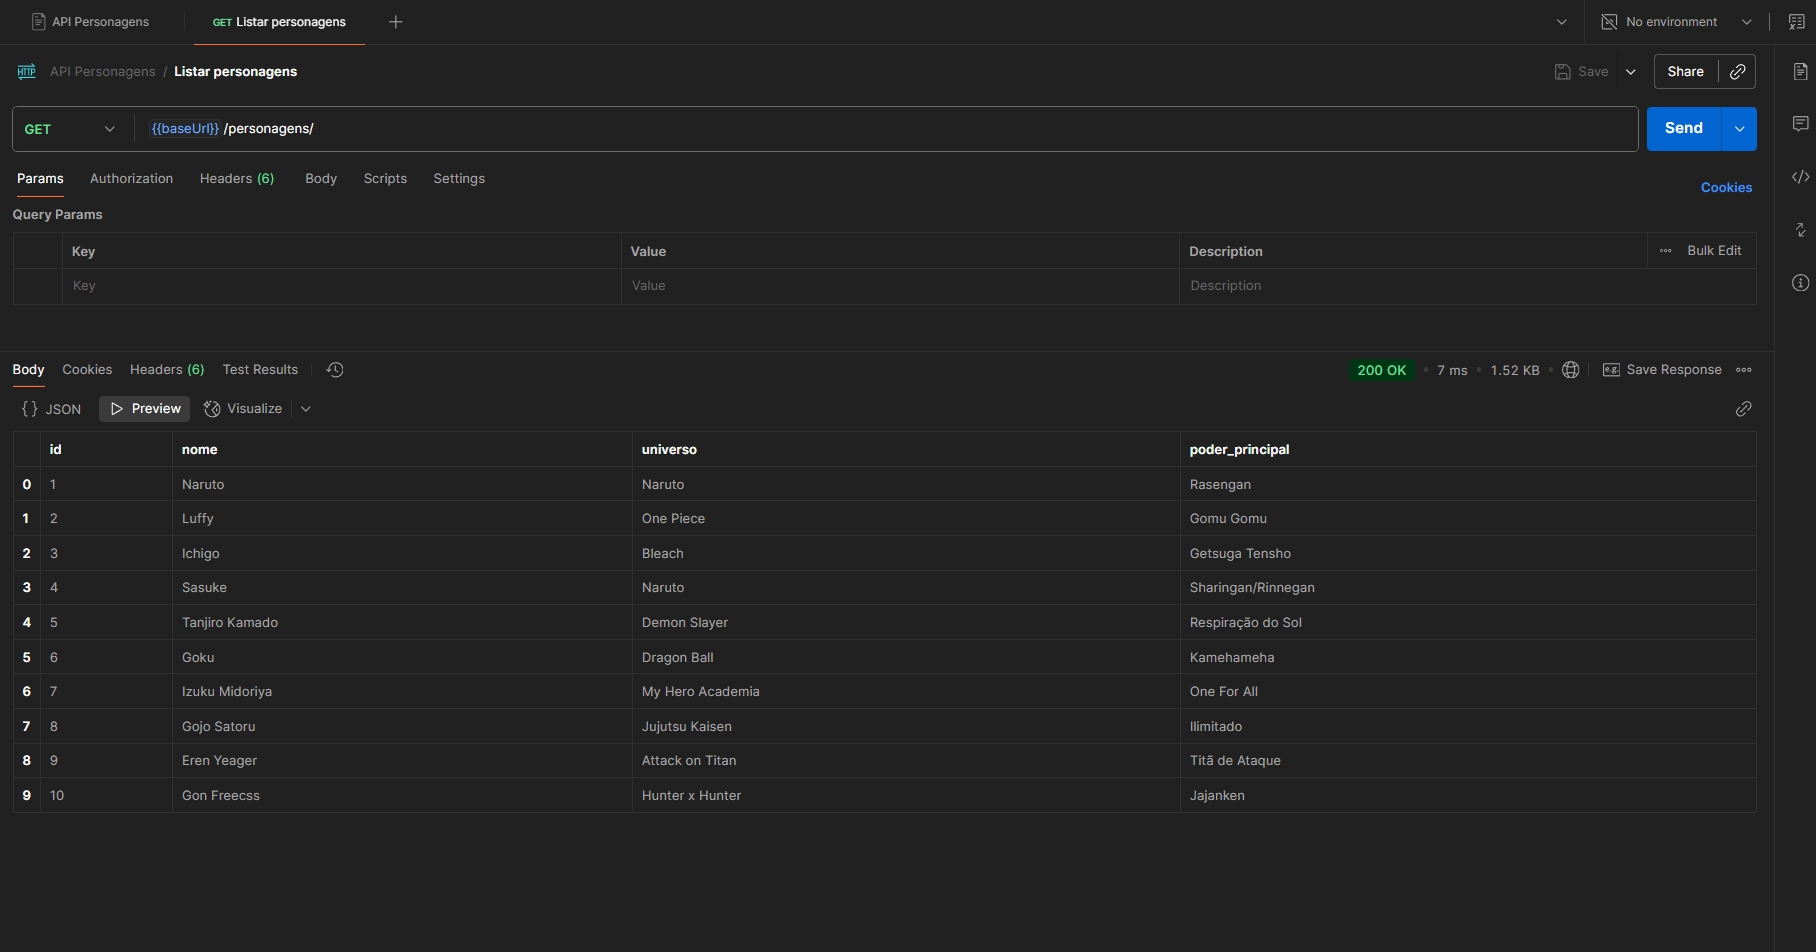 API Personagens
GET Listar personagens
No environment
HTTP API Personagens / Listar personagens
Save
Share
GET {{baseUrl}} /personagens/
Send
Params Authorization Headers (6) Body Scripts Settings
Cookies
Query Params
Key Value Description Bulk Edit
Key Value Description
Body Cookies Headers (6) Test Results
200 OK • 7 ms • 1.52 KB • e.g. Save Response
{} JSON Preview Visualize
id nome universo poder_principal
0 1 Naruto Naruto Rasengan
1 2 Luffy One Piece Gomu Gomu
2 3 Ichigo Bleach Getsuga Tensho
3 4 Sasuke Naruto Sharingan/Rinnegan
4 5 Tanjiro Kamado Demon Slayer Respiração do Sol
5 6 Goku Dragon Ball Kamehameha
6 7 Izuku Midoriya My Hero Academia One For All
7 8 Gojo Satoru Jujutsu Kaisen Ilimitado
8 9 Eren Yeager Attack on Titan Titã de Ataque
9 10 Gon Freecss Hunter x Hunter Jajanken